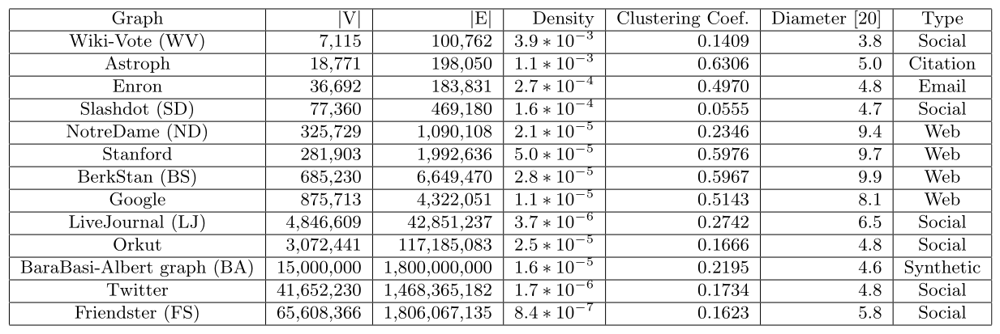 Graph |V| |E| Density Clustering Coef. Diameter [20] Type
Wiki-Vote (WV) 7,115 100,762 3.9 ∗ 10⁻³ 0.1409 3.8 Social
Astroph 18,771 198,050 1.1 ∗ 10⁻³ 0.6306 5.0 Citation
Enron 36,692 183,831 2.7 ∗ 10⁻⁴ 0.4970 4.8 Email
Slashdot (SD) 77,360 469,180 1.6 ∗ 10⁻⁴ 0.0555 4.7 Social
NotreDame (ND) 325,729 1,090,108 2.1 ∗ 10⁻⁵ 0.2346 9.4 Web
Stanford 281,903 1,992,636 5.0 ∗ 10⁻⁵ 0.5976 9.7 Web
BerkStan (BS) 685,230 6,649,470 2.8 ∗ 10⁻⁵ 0.5967 9.9 Web
Google 875,713 4,322,051 1.1 ∗ 10⁻⁵ 0.5143 8.1 Web
LiveJournal (LJ) 4,846,609 42,851,237 3.7 ∗ 10⁻⁶ 0.2742 6.5 Social
Orkut 3,072,441 117,185,083 2.5 ∗ 10⁻⁵ 0.1666 4.8 Social
BaraBasi-Albert graph (BA) 15,000,000 1,800,000,000 1.6 ∗ 10⁻⁵ 0.2195 4.6 Synthetic
Twitter 41,652,230 1,468,365,182 1.7 ∗ 10⁻⁶ 0.1734 4.8 Social
Friendster (FS) 65,608,366 1,806,067,135 8.4 ∗ 10⁻⁷ 0.1623 5.8 Social